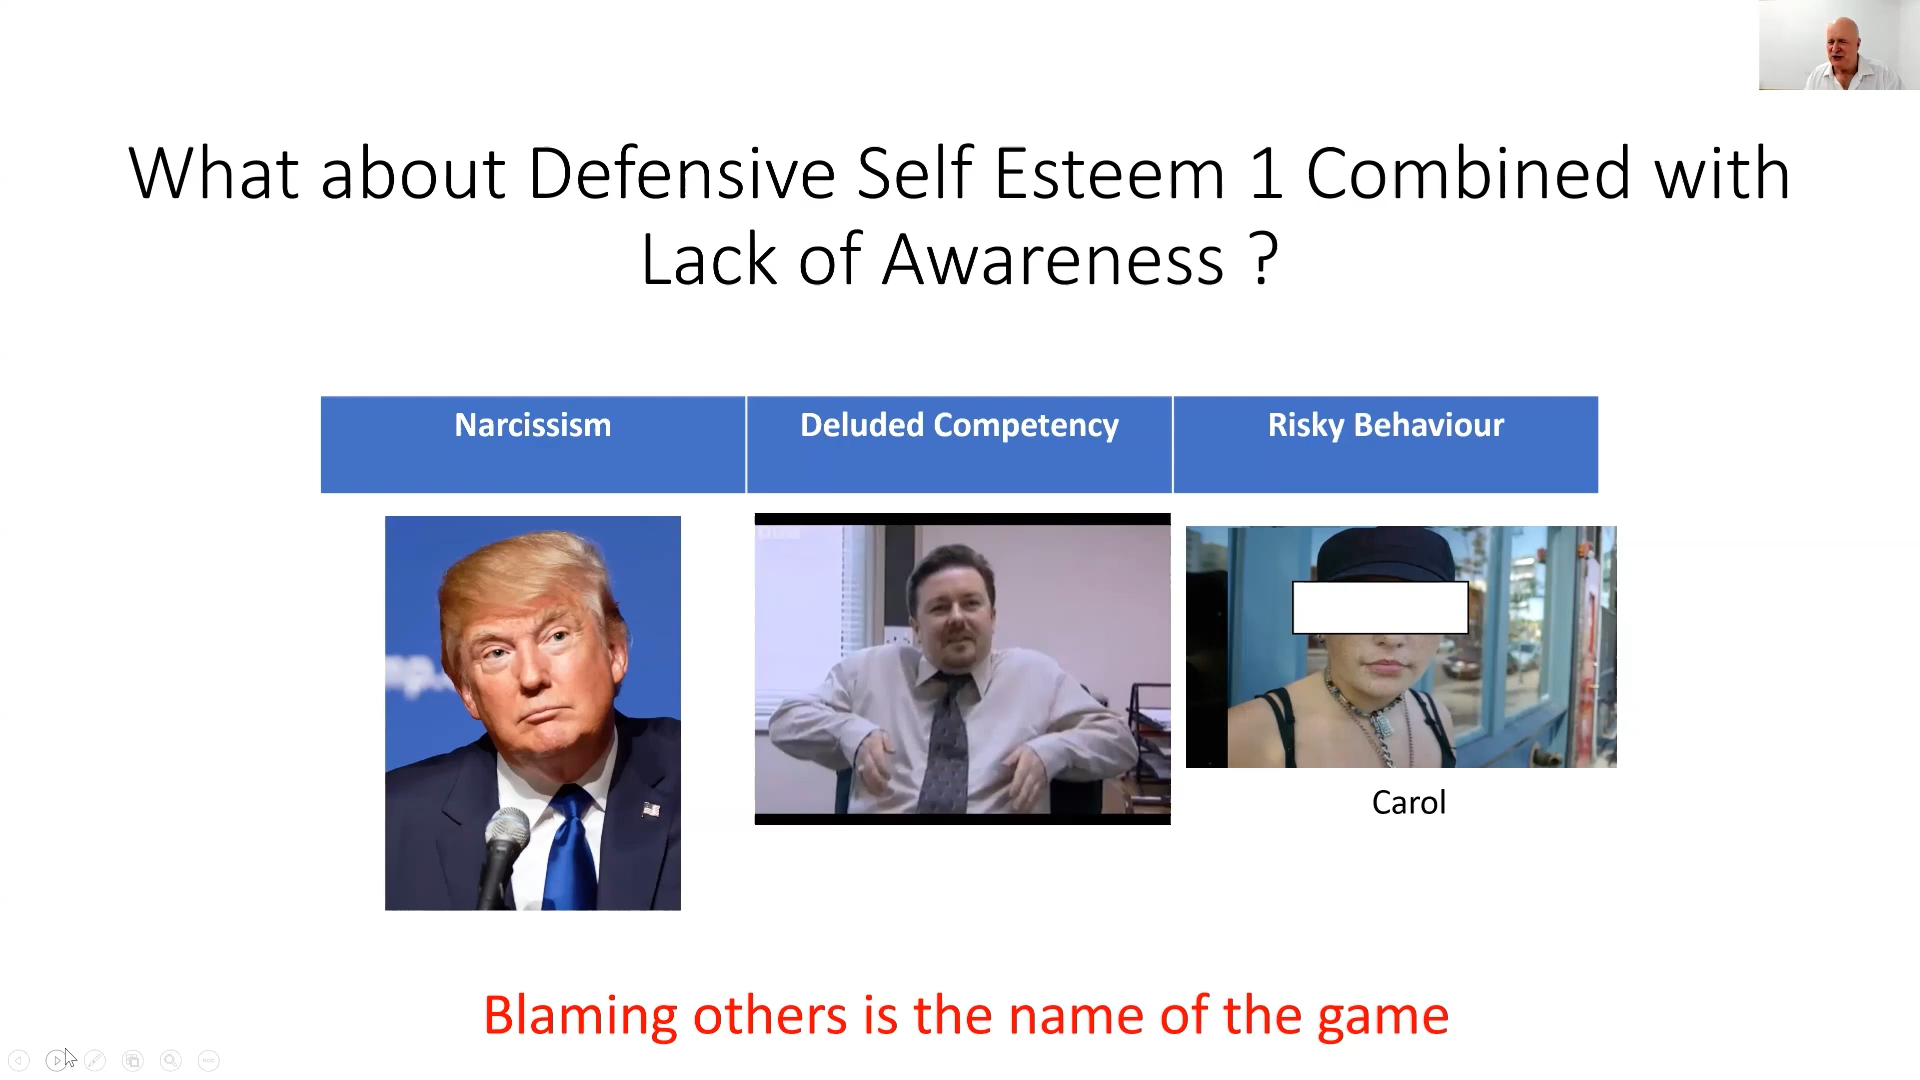 What about Defensive Self Esteem 1 Combined with
Lack of Awareness ?
Narcissism
Deluded Competency
Risky Behaviour
Carol
Blaming others is the name of the game